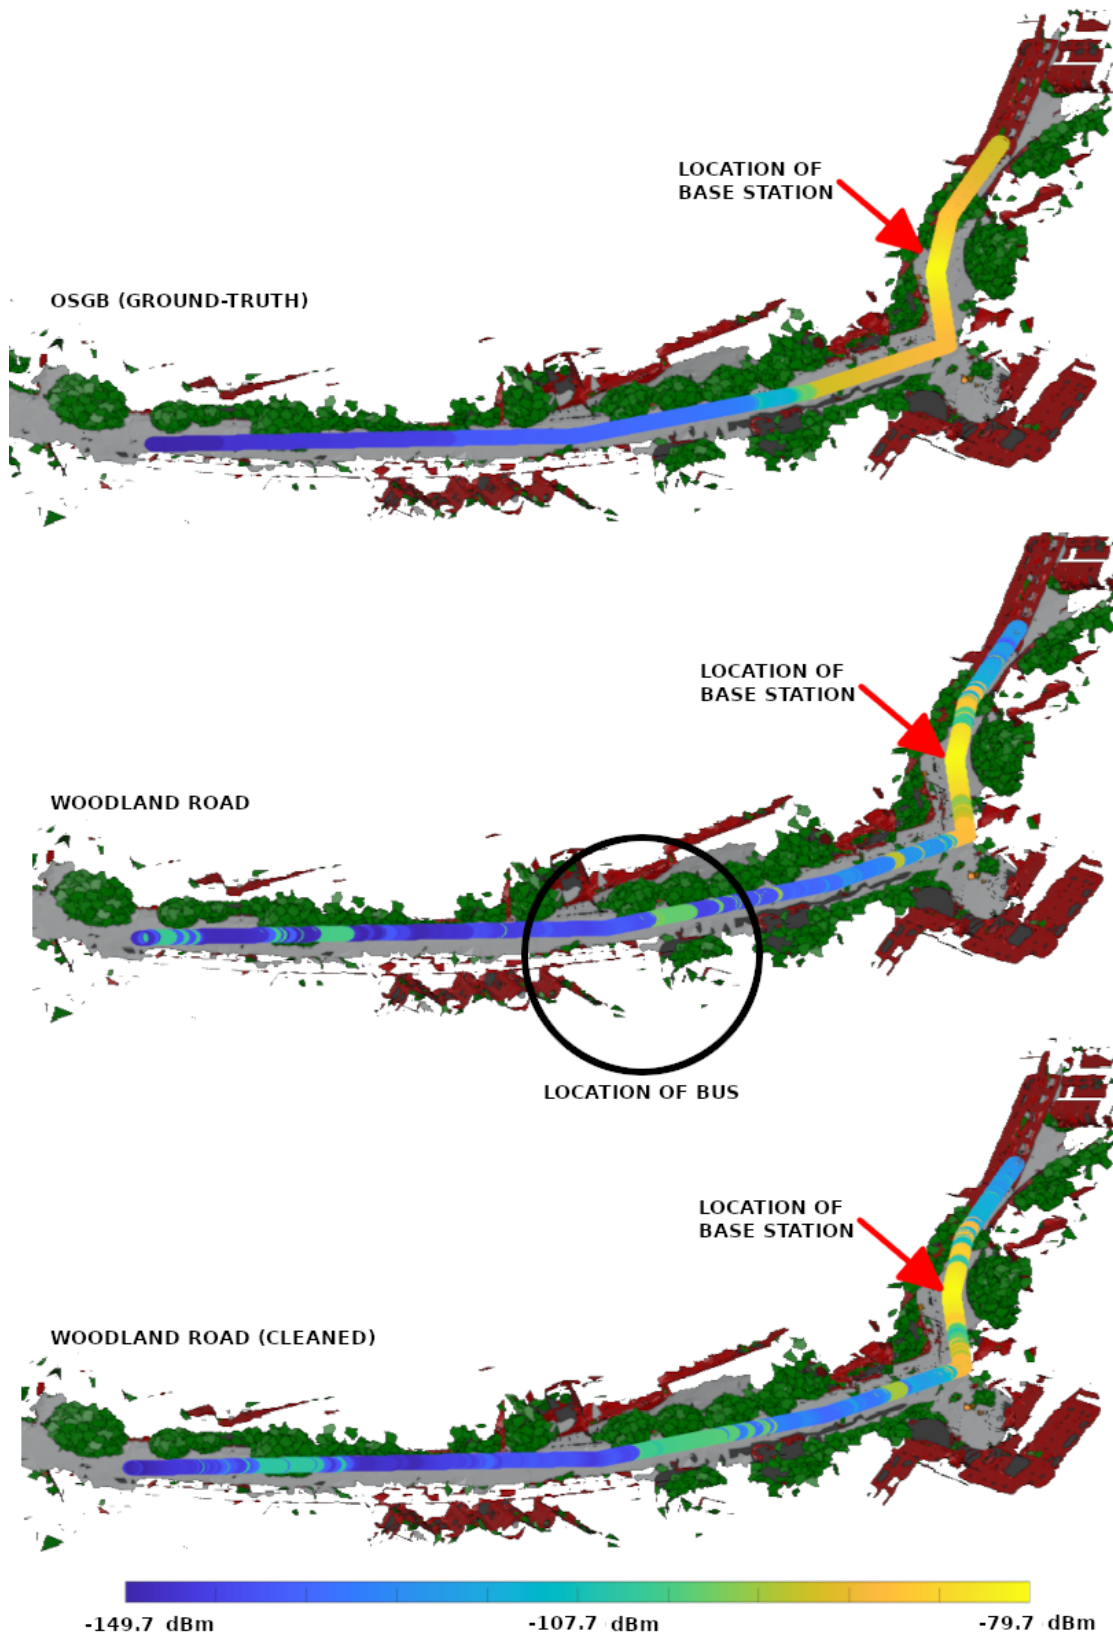 LOCATION OF
BASE STATION
OSGB (GROUND-TRUTH)
LOCATION OF
BASE STATION
WOODLAND ROAD
LOCATION OF BUS
LOCATION OF
BASE STATION
WOODLAND ROAD (CLEANED)
-149.7 dBm
-107.7 dBm
-79.7 dBm